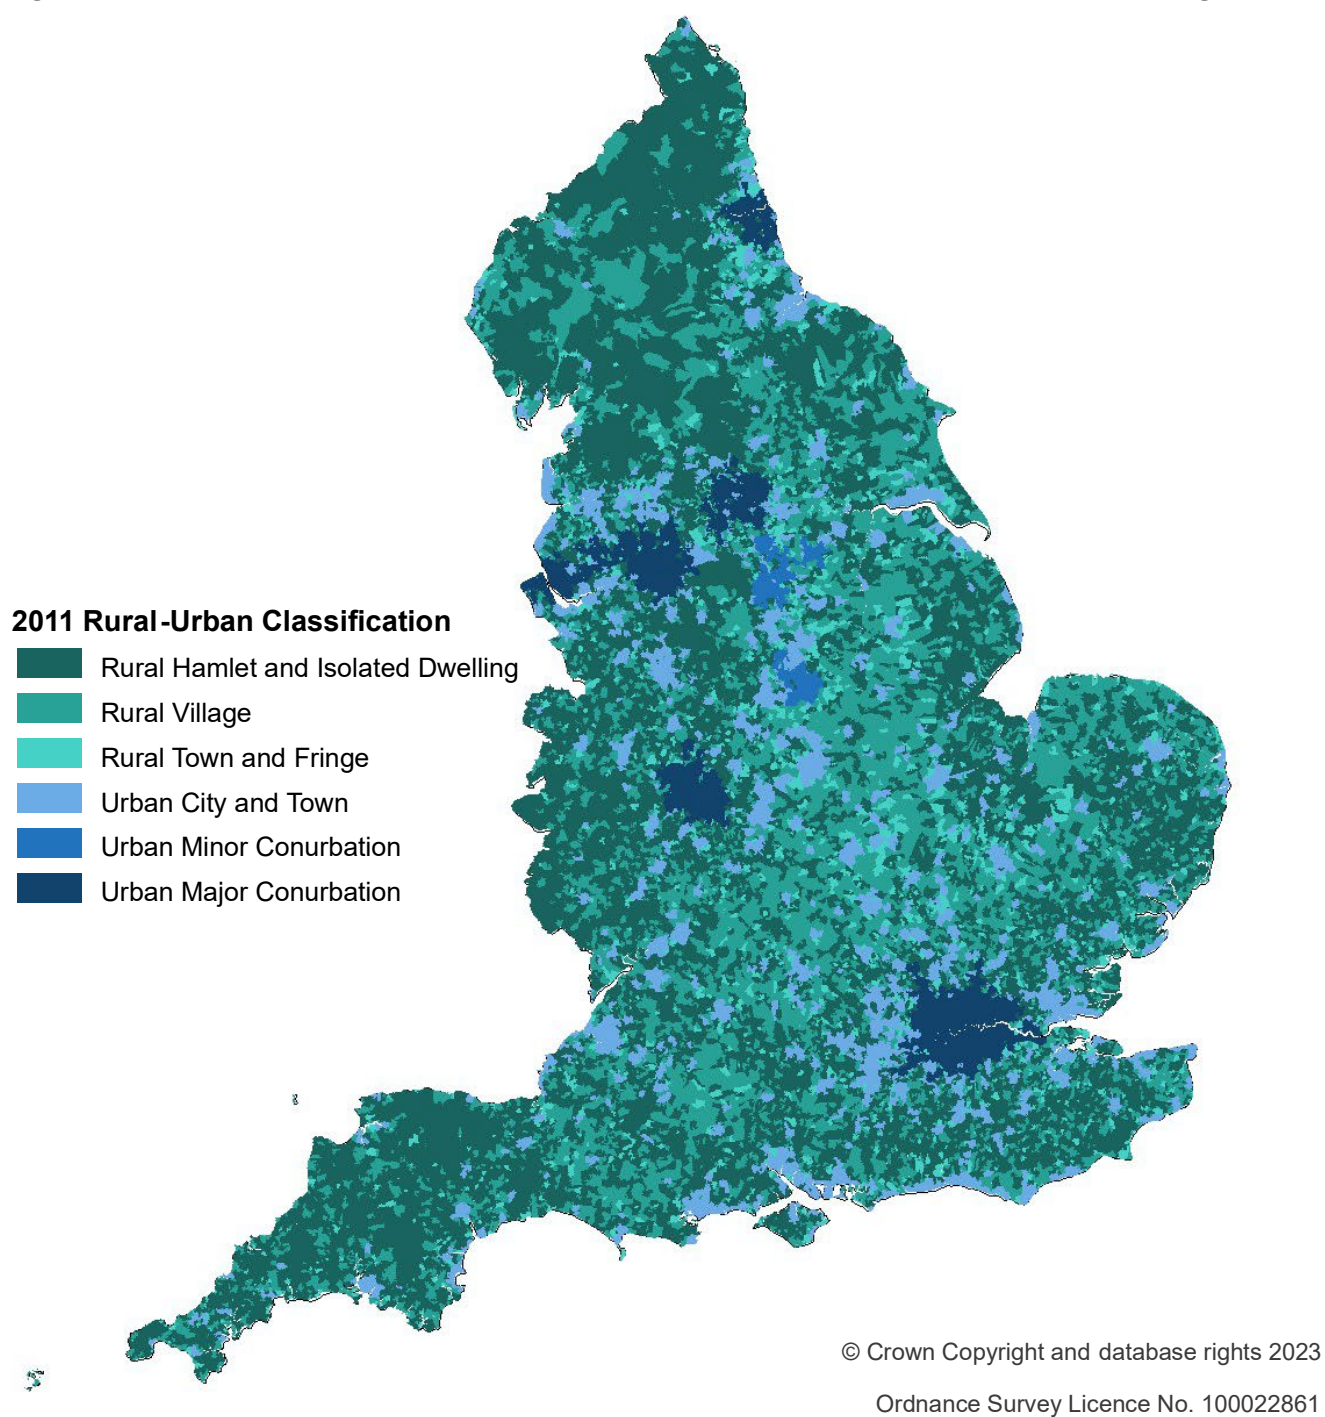 2011 Rural-Urban Classification
Rural Hamlet and Isolated Dwelling
Rural Village
Rural Town and Fringe
Urban City and Town
Urban Minor Conurbation
Urban Major Conurbation
© Crown Copyright and database rights 2023
Ordnance Survey Licence No. 100022861